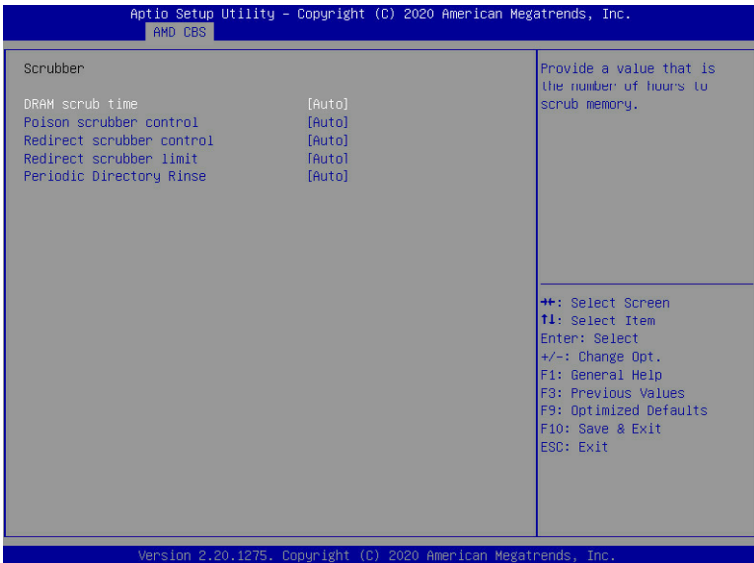 Aptio Setup Utility – Copyright (C) 2020 American Megatrends, Inc.
AMD CBS
Scrubber
DRAM scrub time [Auto]
Poison scrubber control [Auto]
Redirect scrubber control [Auto]
Redirect scrubber limit [Auto]
Periodic Directory Rinse [Auto]
Provide a value that is
the number of hours to
scrub memory.
→←: Select Screen
↑↓: Select Item
Enter: Select
+/-: Change Opt.
F1: General Help
F3: Previous Values
F9: Optimized Defaults
F10: Save & Exit
ESC: Exit
Version 2.20.1275. Copyright (C) 2020 American Megatrends, Inc.